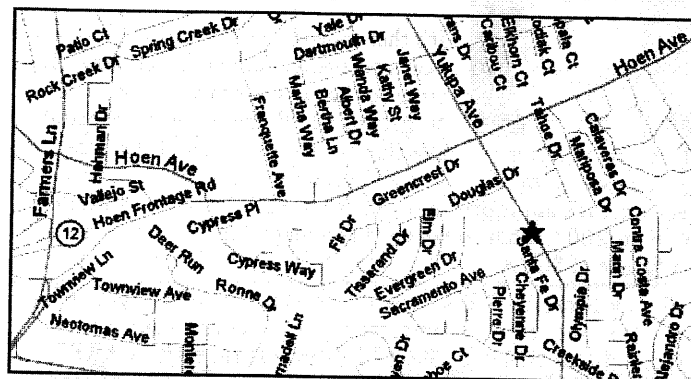 Patio Ct
Spring Creek Dr
Rock Creek Dr
Yale Dr
Dartmouth Dr
Yulupa Ave
Caribou Ct
Elkhorn Ct
Hoen Ave
Janet Way
Kathy St
Wanda Way
Albert Dr
Bertha Ln
Martha Way
Franquette Ave
Farmers Ln
Hahman Dr
Hoen Ave
Tahoe Dr
Calaveras Dr
Mariposa Dr
Vallejo St
Hoen Frontage Rd
Greencrest Dr
Douglas Dr
12
Cypress Pl
Fir Dr
Elm Dr
Tisserand Dr
Santa Fe Dr
Contra Costa Ave
Marin Dr
Deer Run
Cypress Way
Evergreen Dr
Sacramento Ave
Townview Ln
Townview Ave
Ronne Dr
Pierre Dr
Cheyenne Dr
Olympia Dr
Neotomas Ave
Creekside